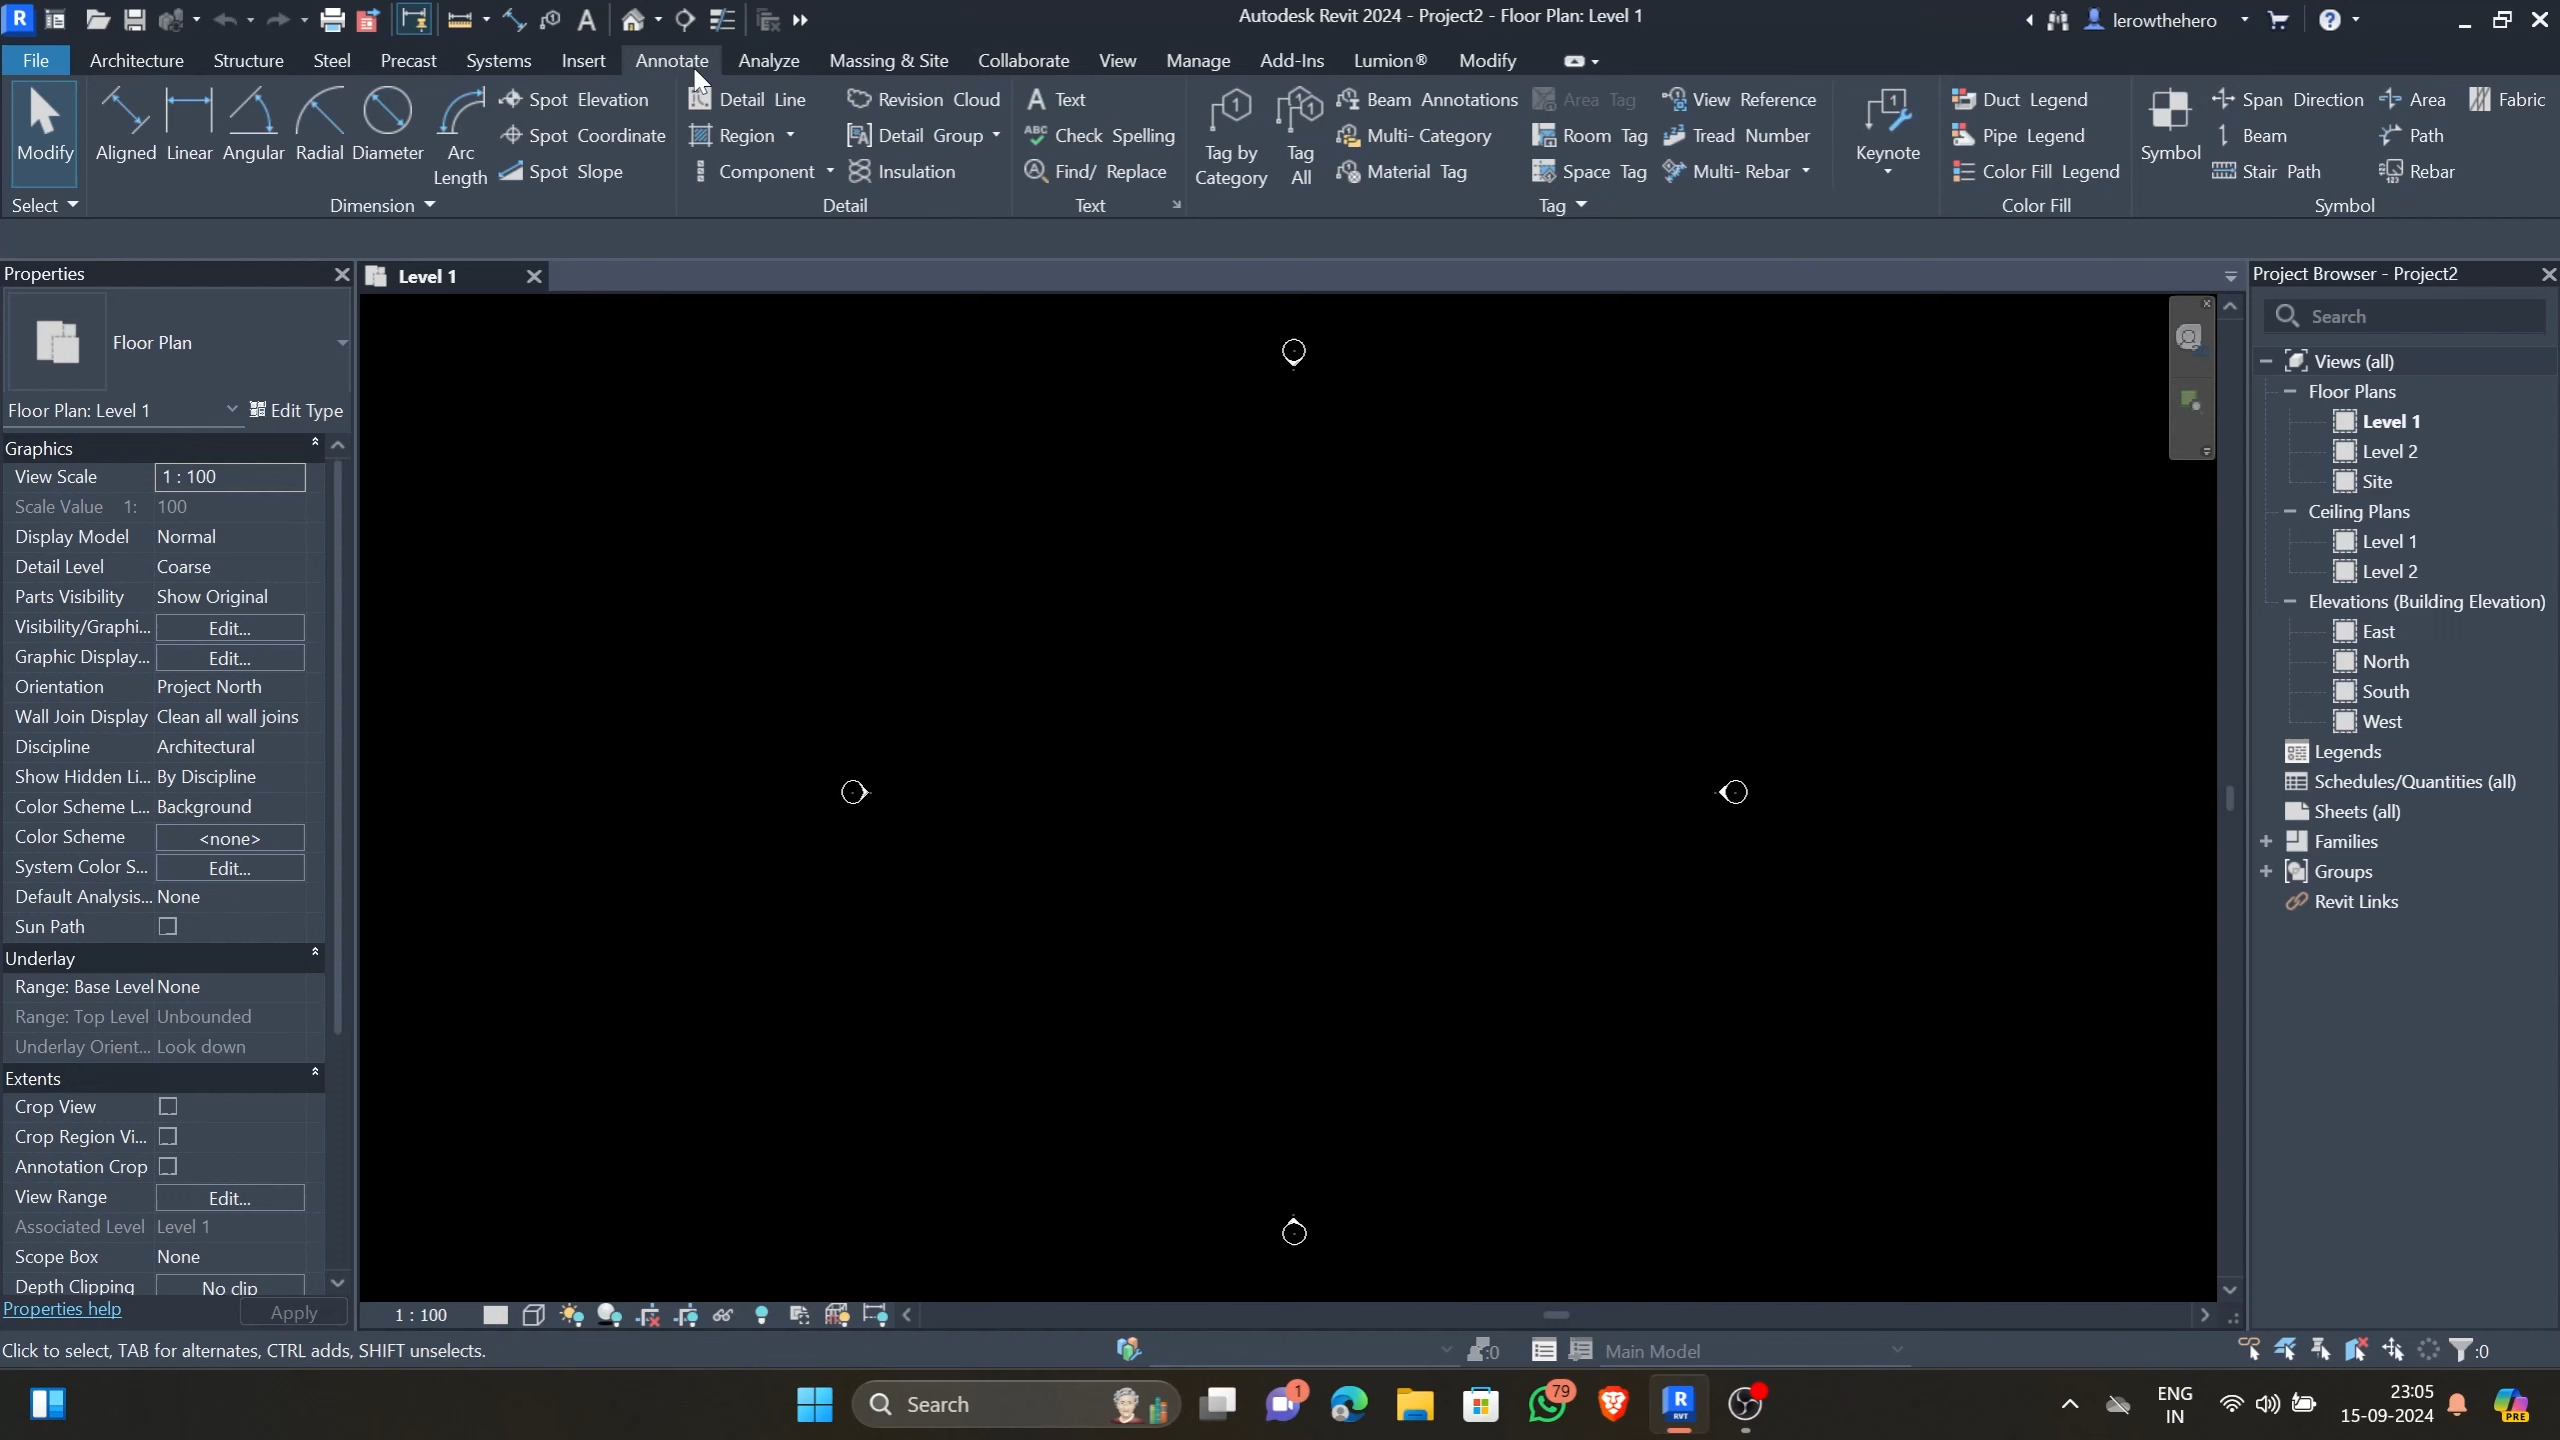 Autodesk Revit 2024 - Project2 - Floor Plan: Level 1
lerowthehero
File Architecture Structure Steel Precast Systems Insert Annotate Analyze Massing & Site Collaborate View Manage Add-Ins Lumion® Modify
Modify
Select
Aligned Linear Angular Radial Diameter Arc Length
Spot Elevation
Spot Coordinate
Spot Slope
Dimension
Detail Line
Region
Component
Revision Cloud
Detail Group
Insulation
Detail
Text
Check Spelling
Find/ Replace
Text
Tag by Category
Tag All
Beam Annotations
Multi- Category
Material Tag
Area Tag
Room Tag
Space Tag
View Reference
Tread Number
Multi- Rebar
Tag
Keynote
Duct Legend
Pipe Legend
Color Fill Legend
Color Fill
Symbol
Span Direction
Beam
Stair Path
Area
Path
Rebar
Fabric
Symbol
Properties
Floor Plan
Floor Plan: Level 1 Edit Type
Graphics
View Scale 1 : 100
Scale Value 1: 100
Display Model Normal
Detail Level Coarse
Parts Visibility Show Original
Visibility/Graphi... Edit...
Graphic Display... Edit...
Orientation Project North
Wall Join Display Clean all wall joins
Discipline Architectural
Show Hidden Li... By Discipline
Color Scheme L... Background
Color Scheme <none>
System Color S... Edit...
Default Analysis... None
Sun Path
Underlay
Range: Base Level None
Range: Top Level Unbounded
Underlay Orient... Look down
Extents
Crop View
Crop Region Vi...
Annotation Crop
View Range Edit...
Associated Level Level 1
Scope Box None
Depth Clipping No clip
Properties help Apply
Level 1
1 : 100
Project Browser - Project2
Search
Views (all)
Floor Plans
Level 1
Level 2
Site
Ceiling Plans
Level 1
Level 2
Elevations (Building Elevation)
East
North
South
West
Legends
Schedules/Quantities (all)
Sheets (all)
Families
Groups
Revit Links
Click to select, TAB for alternates, CTRL adds, SHIFT unselects.
:0
Main Model
:0
Search
1
79
RVT
ENG
IN
23:05
15-09-2024
PRE